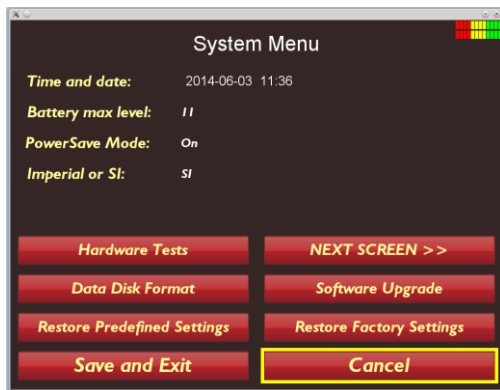 System Menu
Time and date: 2014-06-03 11:36
Battery max level: 11
PowerSave Mode: On
Imperial or SI: SI
Hardware Tests NEXT SCREEN >>
Data Disk Format Software Upgrade
Restore Predefined Settings Restore Factory Settings
Save and Exit Cancel